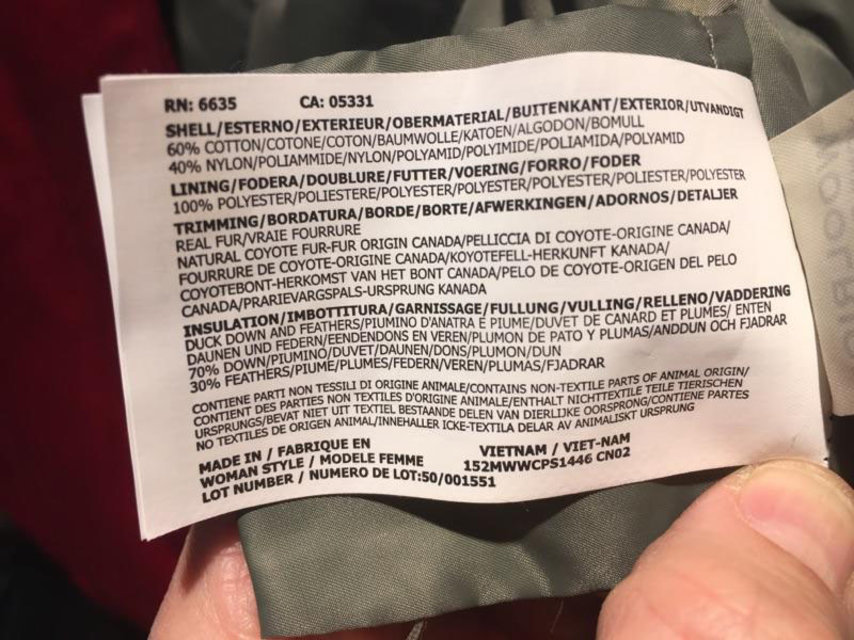 RN: 6635 CA: 05331
SHELL/ESTERNO/EXTERIEUR/OBERMATERIAL/BUITENKANT/EXTERIOR/UTVANDIGT
60% COTTON/COTONE/COTON/BAUMWOLLE/KATOEN/ALGODON/BOMULL
40% NYLON/POLIAMMIDE/NYLON/POLYAMID/POLYIMIDE/POLIAMIDA/POLYAMID
LINING/FODERA/DOUBLURE/FUTTER/VOERING/FORRO/FODER
100% POLYESTER/POLIESTERE/POLYESTER/POLYESTER/POLYESTER/POLIESTER/POLYESTER
TRIMMING/BORDATURA/BORDE/BORTE/AFWERKINGEN/ADORNOS/DETALJER
REAL FUR/VRAIE FOURRURE
NATURAL COYOTE FUR-FUR ORIGIN CANADA/PELLICCIA DI COYOTE-ORIGINE CANADA/
FOURRURE DE COYOTE-ORIGINE CANADA/KOYOTEFELL-HERKUNFT KANADA/
COYOTEBONT-HERKOMST VAN HET BONT CANADA/PELO DE COYOTE-ORIGEN DEL PELO
CANADA/PRARIEVARGSPALS-URSPRUNG KANADA
INSULATION/IMBOTTITURA/GARNISSAGE/FULLUNG/VULLING/RELLENO/VADDERING
DUCK DOWN AND FEATHERS/PIUMINO D'ANATRA E PIUME/DUVET DE CANARD ET PLUMES/ ENTEN
DAUNEN UND FEDERN/EENDENDONS EN VEREN/PLUMON DE PATO Y PLUMAS/ANDDUN OCH FJADRAR
70% DOWN/PIUMINO/DUVET/DAUNEN/DONS/PLUMON/DUN
30% FEATHERS/PIUME/PLUMES/FEDERN/VEREN/PLUMAS/FJADRAR
CONTIENE PARTI NON TESSILI DI ORIGINE ANIMALE/CONTAINS NON-TEXTILE PARTS OF ANIMAL ORIGIN/
CONTIENT DES PARTIES NON TEXTILES D'ORIGINE ANIMALE/ENTHALT NICHTTEXTILE TEILE TIERISCHEN
URSPRUNGS/BEVAT NIET UIT TEXTIEL BESTAANDE DELEN VAN DIERLIJKE OORSPRONG/CONTIENE PARTES
NO TEXTILES DE ORIGEN ANIMAL/INNEHALLER ICKE-TEXTILA DELAR AV ANIMALISKT URSPRUNG
MADE IN / FABRIQUE EN VIETNAM / VIET-NAM
WOMAN STYLE / MODELE FEMME 152MWWCPS1446 CN02
LOT NUMBER / NUMERO DE LOT:50/001551